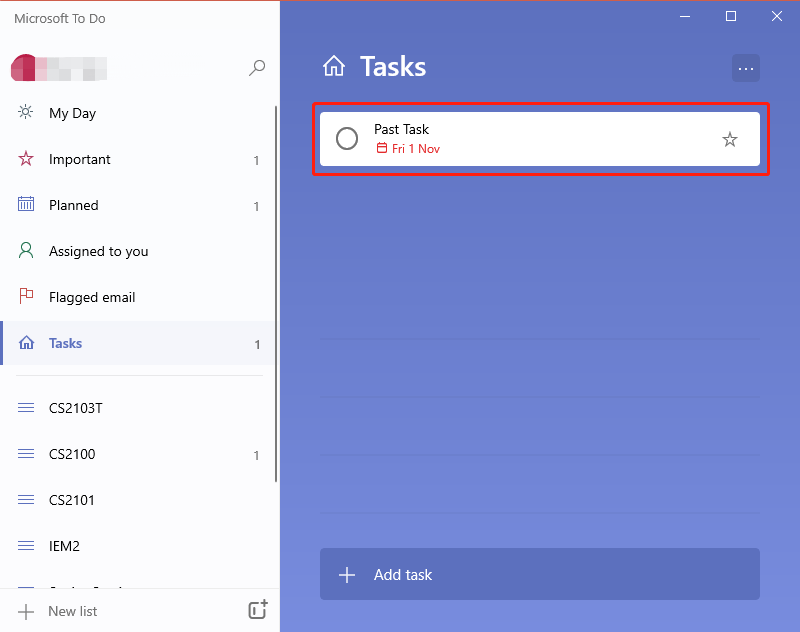 Microsoft To Do
My Day
Important 1
Planned 1
Assigned to you
Flagged email
Tasks 1
CS2103T
CS2100 1
CS2101
IEM2
New list
Tasks
Past Task
Fri 1 Nov
Add task